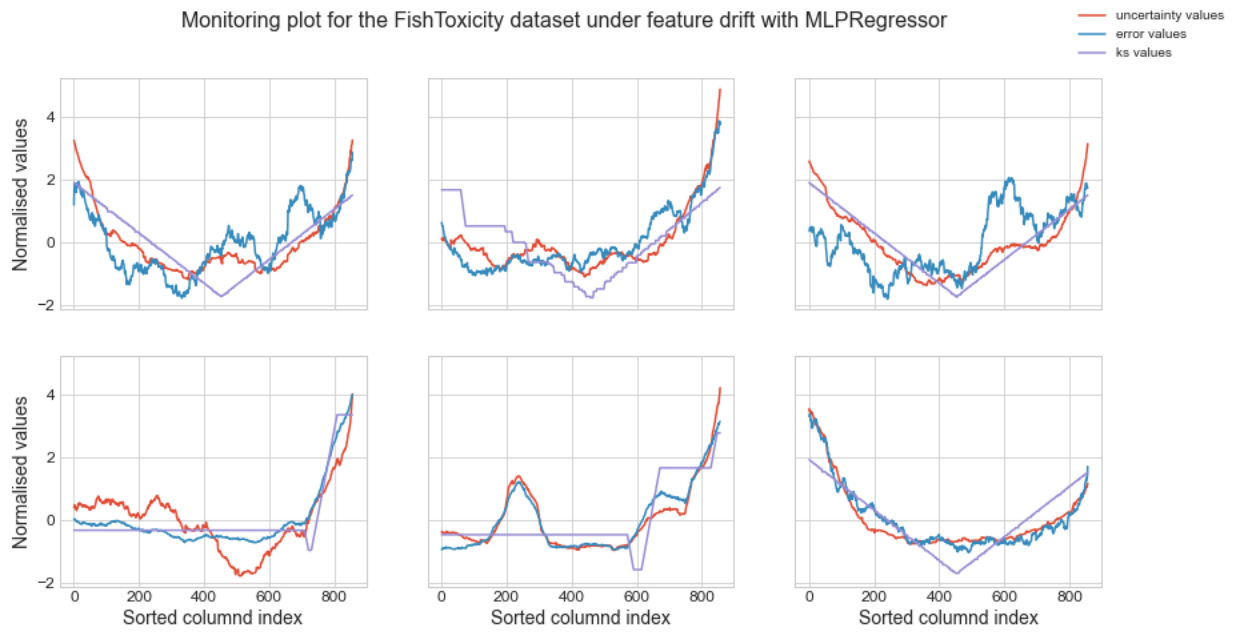 Monitoring plot for the FishToxicity dataset under feature drift with MLPRegressor
uncertainty values
error values
ks values
Normalised values
4
2
0
−2
Normalised values
4
2
0
−2
0 200 400 600 800
0 200 400 600 800
0 200 400 600 800
Sorted columnd index
Sorted columnd index
Sorted columnd index